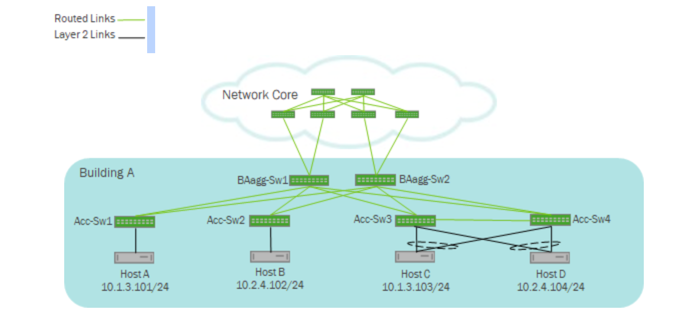 Routed Links
Layer 2 Links
Network Core
Building A
BAagg-Sw1
BAagg-Sw2
Acc-Sw1
Acc-Sw2
Acc-Sw3
Acc-Sw4
Host A
10.1.3.101/24
Host B
10.2.4.102/24
Host C
10.1.3.103/24
Host D
10.2.4.104/24